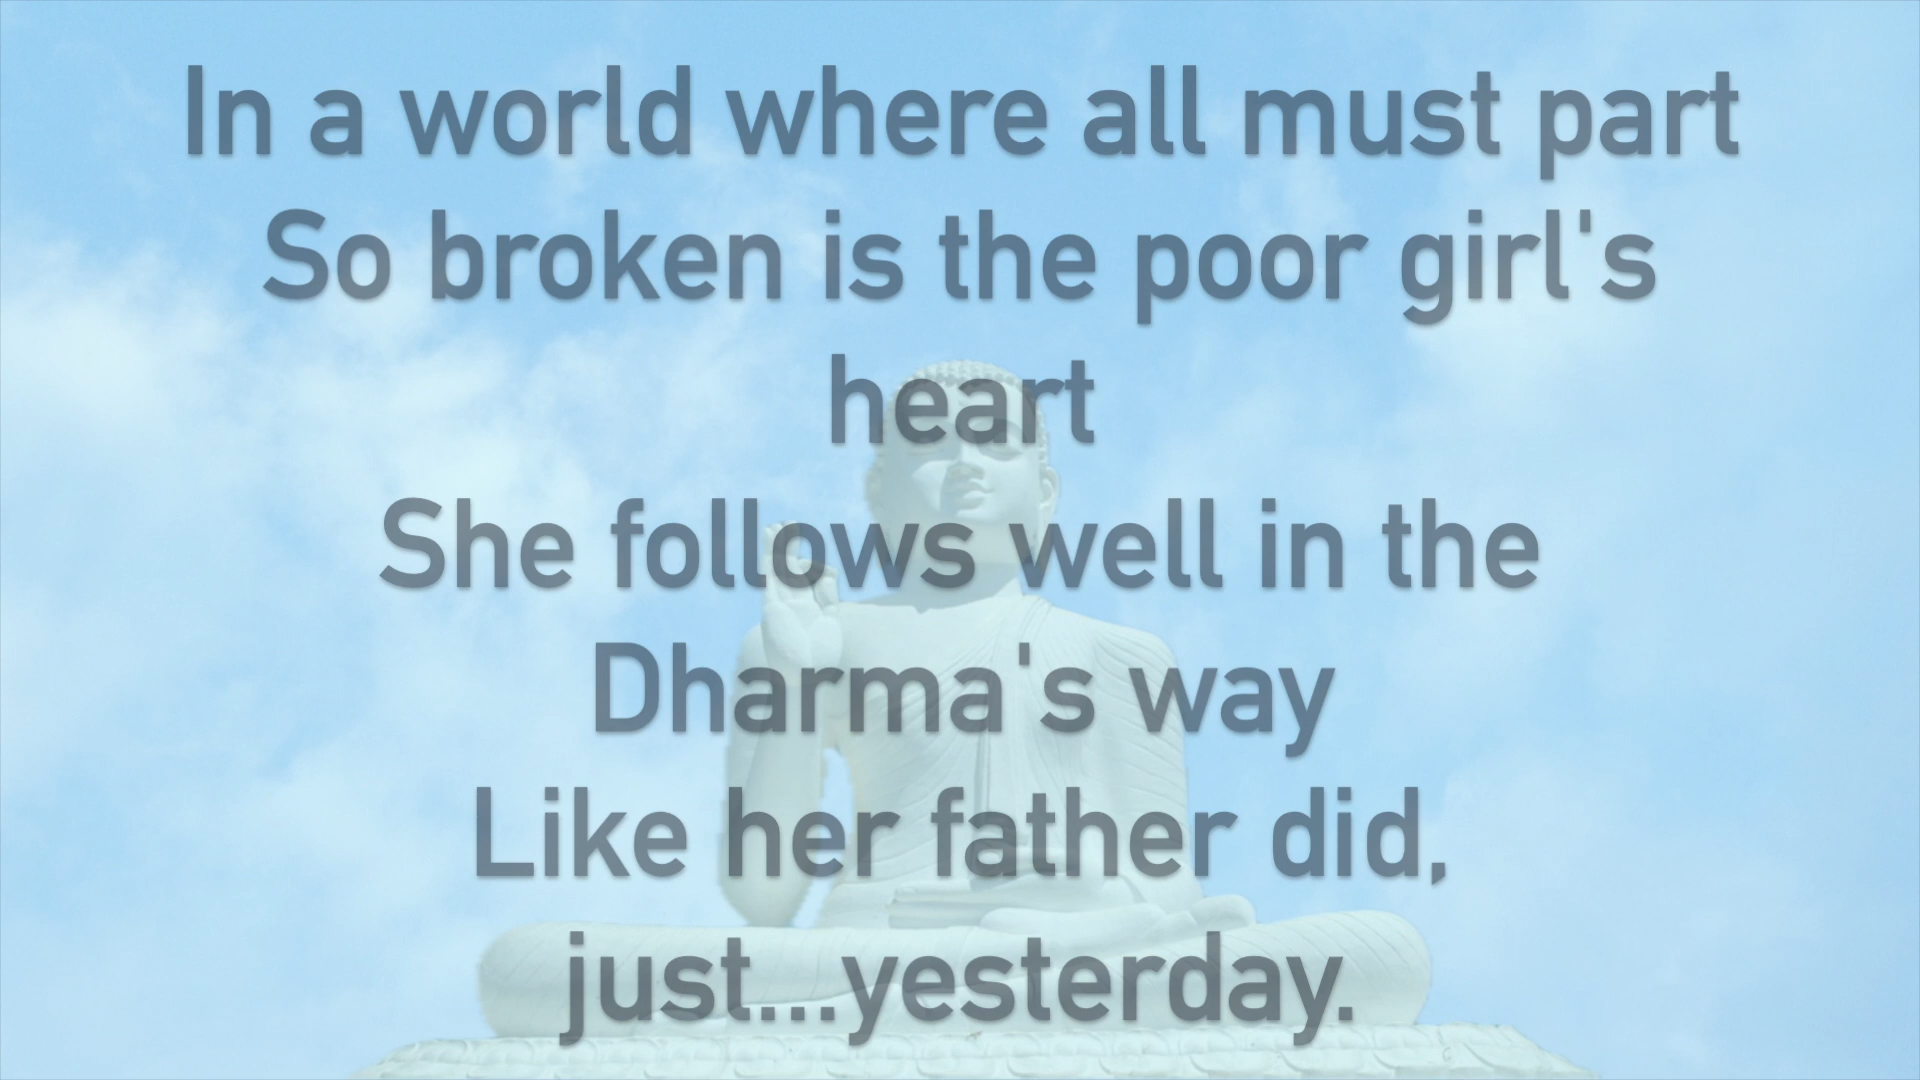 In a world where all must part
So broken is the poor girl's
heart
She follows well in the
Dharma's way
Like her father did,
just...yesterday.